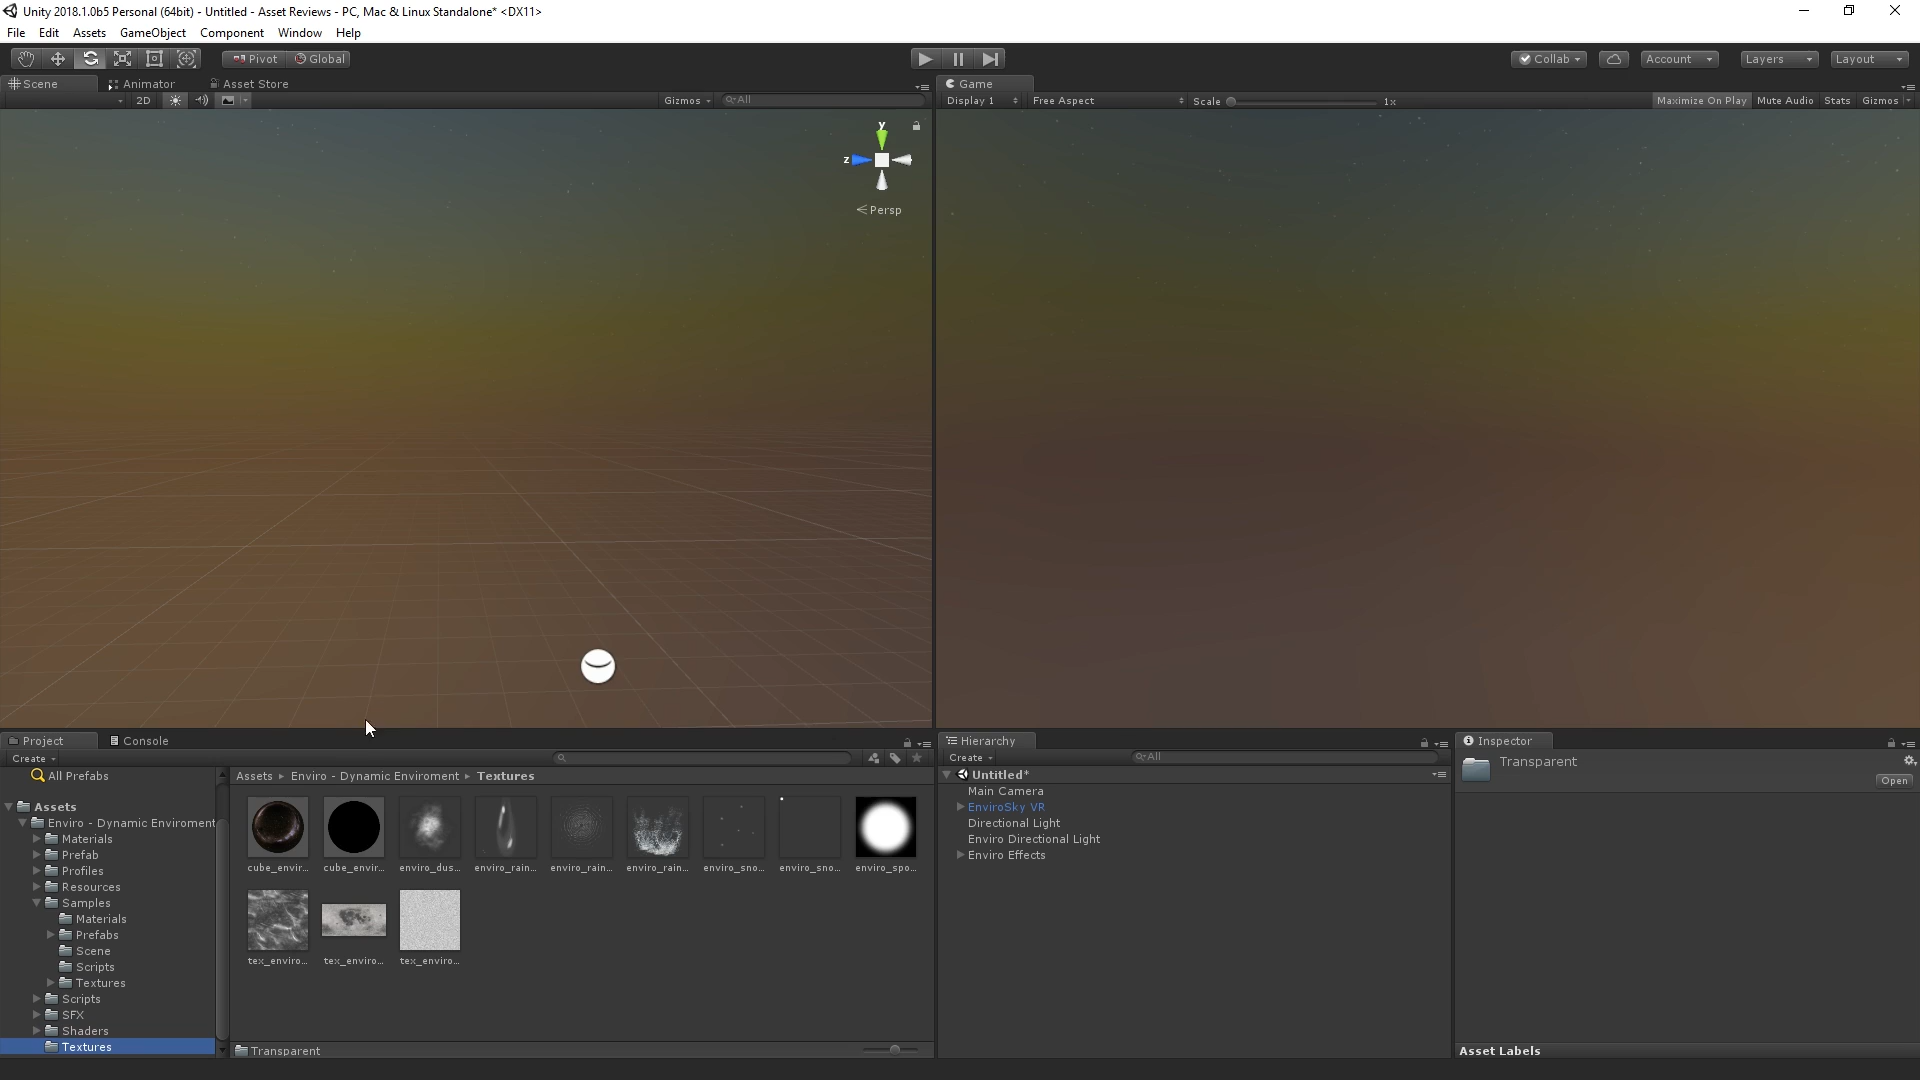 Unity 2018.1.0b5 Personal (64bit) - Untitled - Asset Reviews - PC, Mac & Linux Standalone* <DX11>
File Edit Assets GameObject Component Window Help
Pivot Global
Collab Account Layers Layout
Scene Animator Asset Store
2D Gizmos All
y
z
Persp
Game
Display 1 Free Aspect Scale 1x Maximize On Play Mute Audio Stats Gizmos
Project Console
Create
All Prefabs
Assets
Enviro - Dynamic Enviroment
Materials
Prefab
Profiles
Resources
Samples
Materials
Prefabs
Scene
Scripts
Textures
Scripts
SFX
Shaders
Textures
Assets Enviro - Dynamic Enviroment Textures
cube_envir... cube_envir... enviro_dus... enviro_rain... enviro_rain... enviro_rain... enviro_sno... enviro_sno... enviro_spo...
tex_enviro... tex_enviro... tex_enviro...
Transparent
Hierarchy
Create All
Untitled*
Main Camera
EnviroSky VR
Directional Light
Enviro Directional Light
Enviro Effects
Inspector
Transparent
Open
Asset Labels